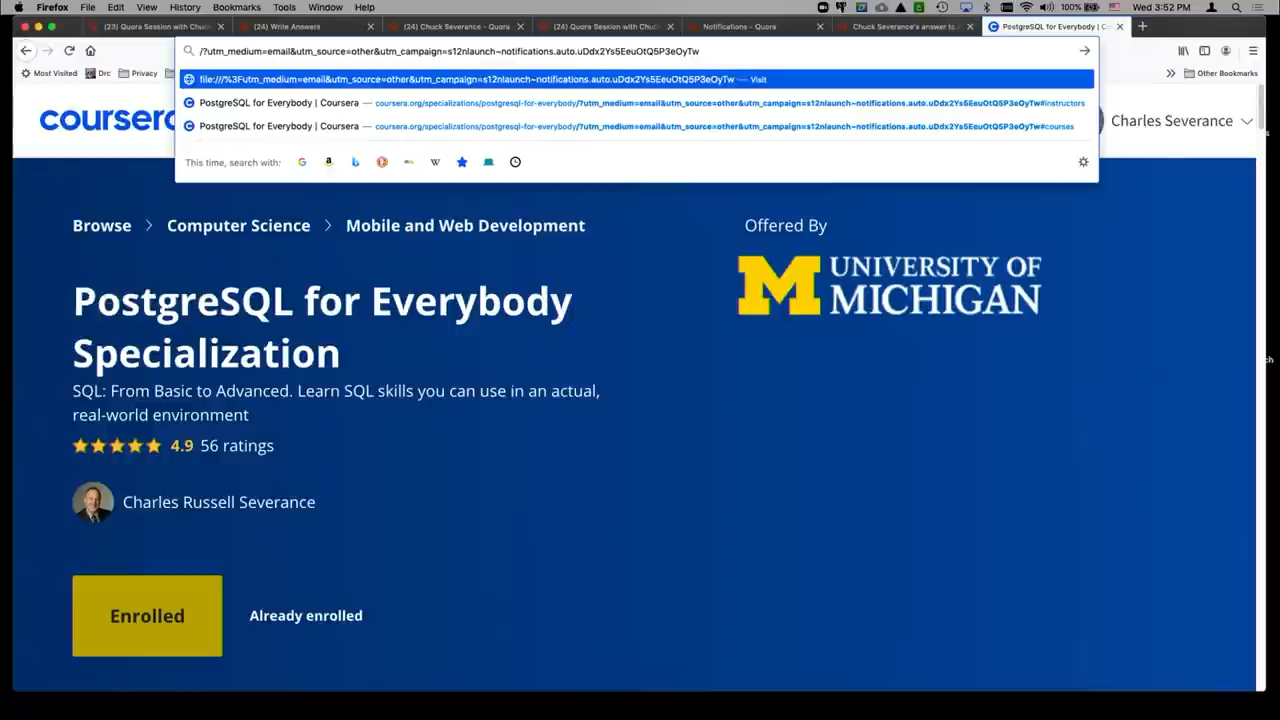 Firefox File Edit View History Bookmarks Tools Window Help 100% Wed 3:52 PM
(23) Quora Session with Chuc (24) Write Answers (24) Chuck Severance - Quora (24) Quora Session with Chuck Notifications - Quora Chuck Severance's answer to PostgreSQL for Everybody | Co
/?utm_medium=email&utm_source=other&utm_campaign=s12nlaunch~notifications.auto.uDdx2Ys5EeuOtQ5P3eOyTw
Most Visited Drc Privacy Other Bookmarks
file:///%3Futm_medium=email&utm_source=other&utm_campaign=s12nlaunch~notifications.auto.uDdx2Ys5EeuOtQ5P3eOyTw — Visit
PostgreSQL for Everybody | Coursera — coursera.org/specializations/postgresql-for-everybody/?utm_medium=email&utm_source=other&utm_campaign=s12nlaunch~notifications.auto.uDdx2Ys5EeuOtQ5P3eOyTw#instructors
PostgreSQL for Everybody | Coursera — coursera.org/specializations/postgresql-for-everybody/?utm_medium=email&utm_source=other&utm_campaign=s12nlaunch~notifications.auto.uDdx2Ys5EeuOtQ5P3eOyTw#courses
coursera Charles Severance
This time, search with:
Browse Computer Science Mobile and Web Development
Offered By
UNIVERSITY OF
MICHIGAN
PostgreSQL for Everybody
Specialization
SQL: From Basic to Advanced. Learn SQL skills you can use in an actual,
real-world environment
4.9 56 ratings
Charles Russell Severance
Enrolled Already enrolled